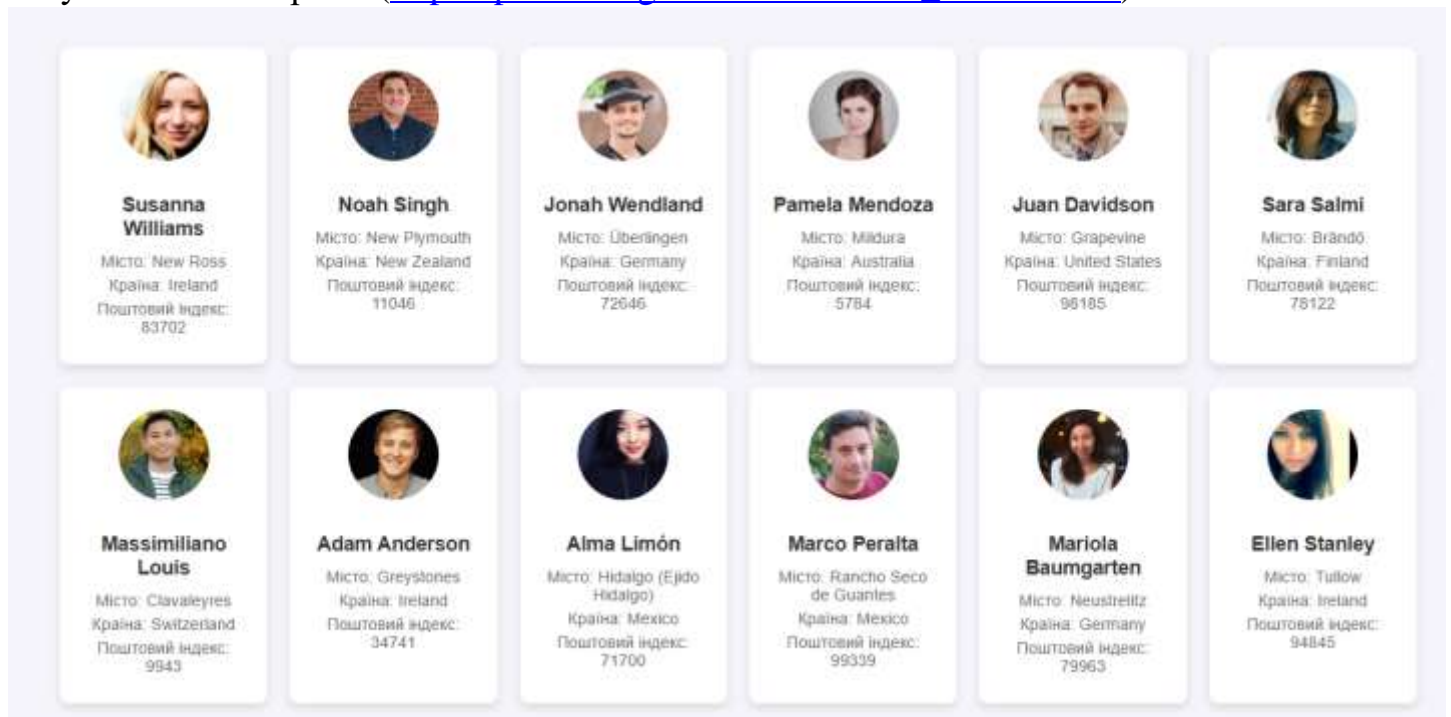 Susanna
Williams
Місто: New Ross
Країна: Ireland
Поштовий індекс:
83702
Noah Singh
Місто: New Plymouth
Країна: New Zealand
Поштовий індекс:
11046
Jonah Wendland
Місто: Überlingen
Країна: Germany
Поштовий індекс:
72646
Pamela Mendoza
Місто: Mildura
Країна: Australia
Поштовий індекс:
5784
Juan Davidson
Місто: Grapevine
Країна: United States
Поштовий індекс:
98185
Sara Salmi
Місто: Brändö
Країна: Finland
Поштовий індекс:
78122
Massimiliano
Louis
Місто: Clavaleyres
Країна: Switzerland
Поштовий індекс:
9943
Adam Anderson
Місто: Greystones
Країна: Ireland
Поштовий індекс:
34741
Alma Limón
Місто: Hidalgo (Ejido
Hidalgo)
Країна: Mexico
Поштовий індекс:
71700
Marco Peralta
Місто: Rancho Seco
de Guantes
Країна: Mexico
Поштовий індекс:
99339
Mariola
Baumgarten
Місто: Neustrelitz
Країна: Germany
Поштовий індекс:
79963
Ellen Stanley
Місто: Tullow
Країна: Ireland
Поштовий індекс:
94845